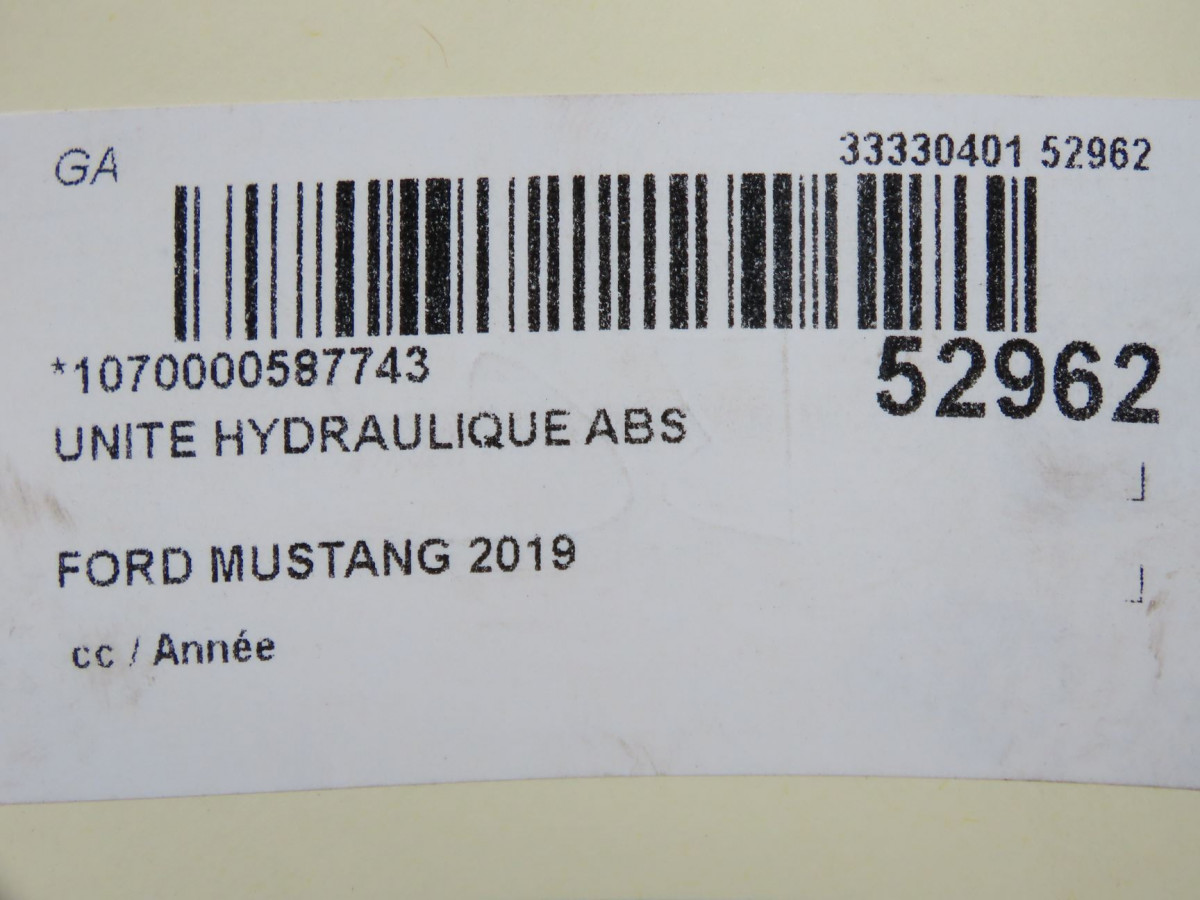 GA
33330401 52962
*1070000587743
52962
UNITE HYDRAULIQUE ABS
FORD MUSTANG 2019
cc / Année